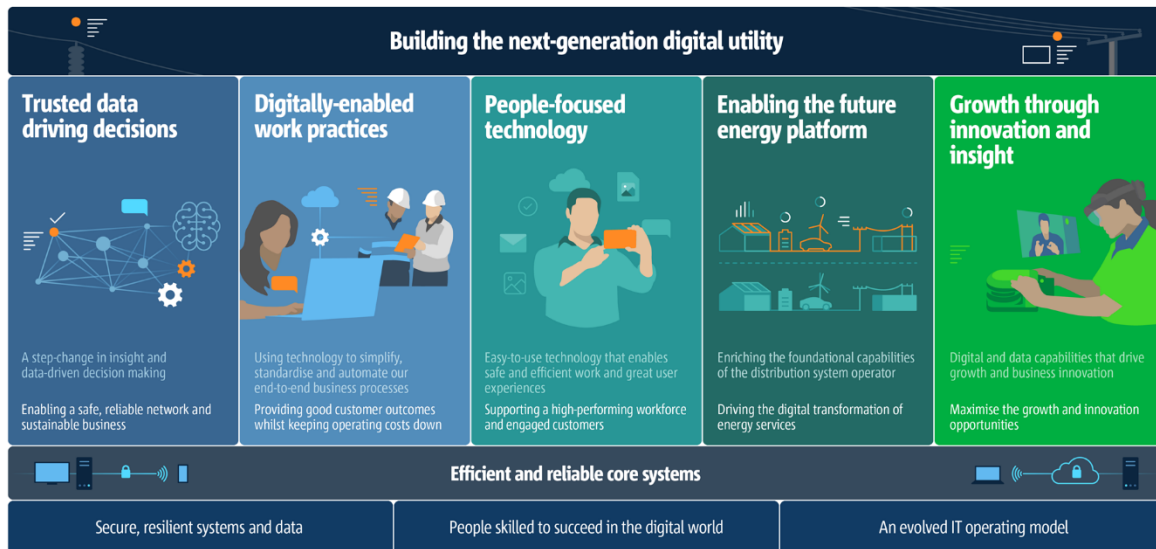 Building the next-generation digital utility
Trusted data
driving decisions
A step-change in insight and
data-driven decision making
Enabling a safe, reliable network and
sustainable business
Digitally-enabled
work practices
Using technology to simplify,
standardise and automate our
end-to-end business processes
Providing good customer outcomes
whilst keeping operating costs down
People-focused
technology
Easy-to-use technology that enables
safe and efficient work and great user
experiences
Supporting a high-performing workforce
and engaged customers
Enabling the future
energy platform
Enriching the foundational capabilities
of the distribution system operator
Driving the digital transformation of
energy services
Growth through
innovation and
insight
Digital and data capabilities that drive
growth and business innovation
Maximise the growth and innovation
opportunities
Efficient and reliable core systems
Secure, resilient systems and data
People skilled to succeed in the digital world
An evolved IT operating model